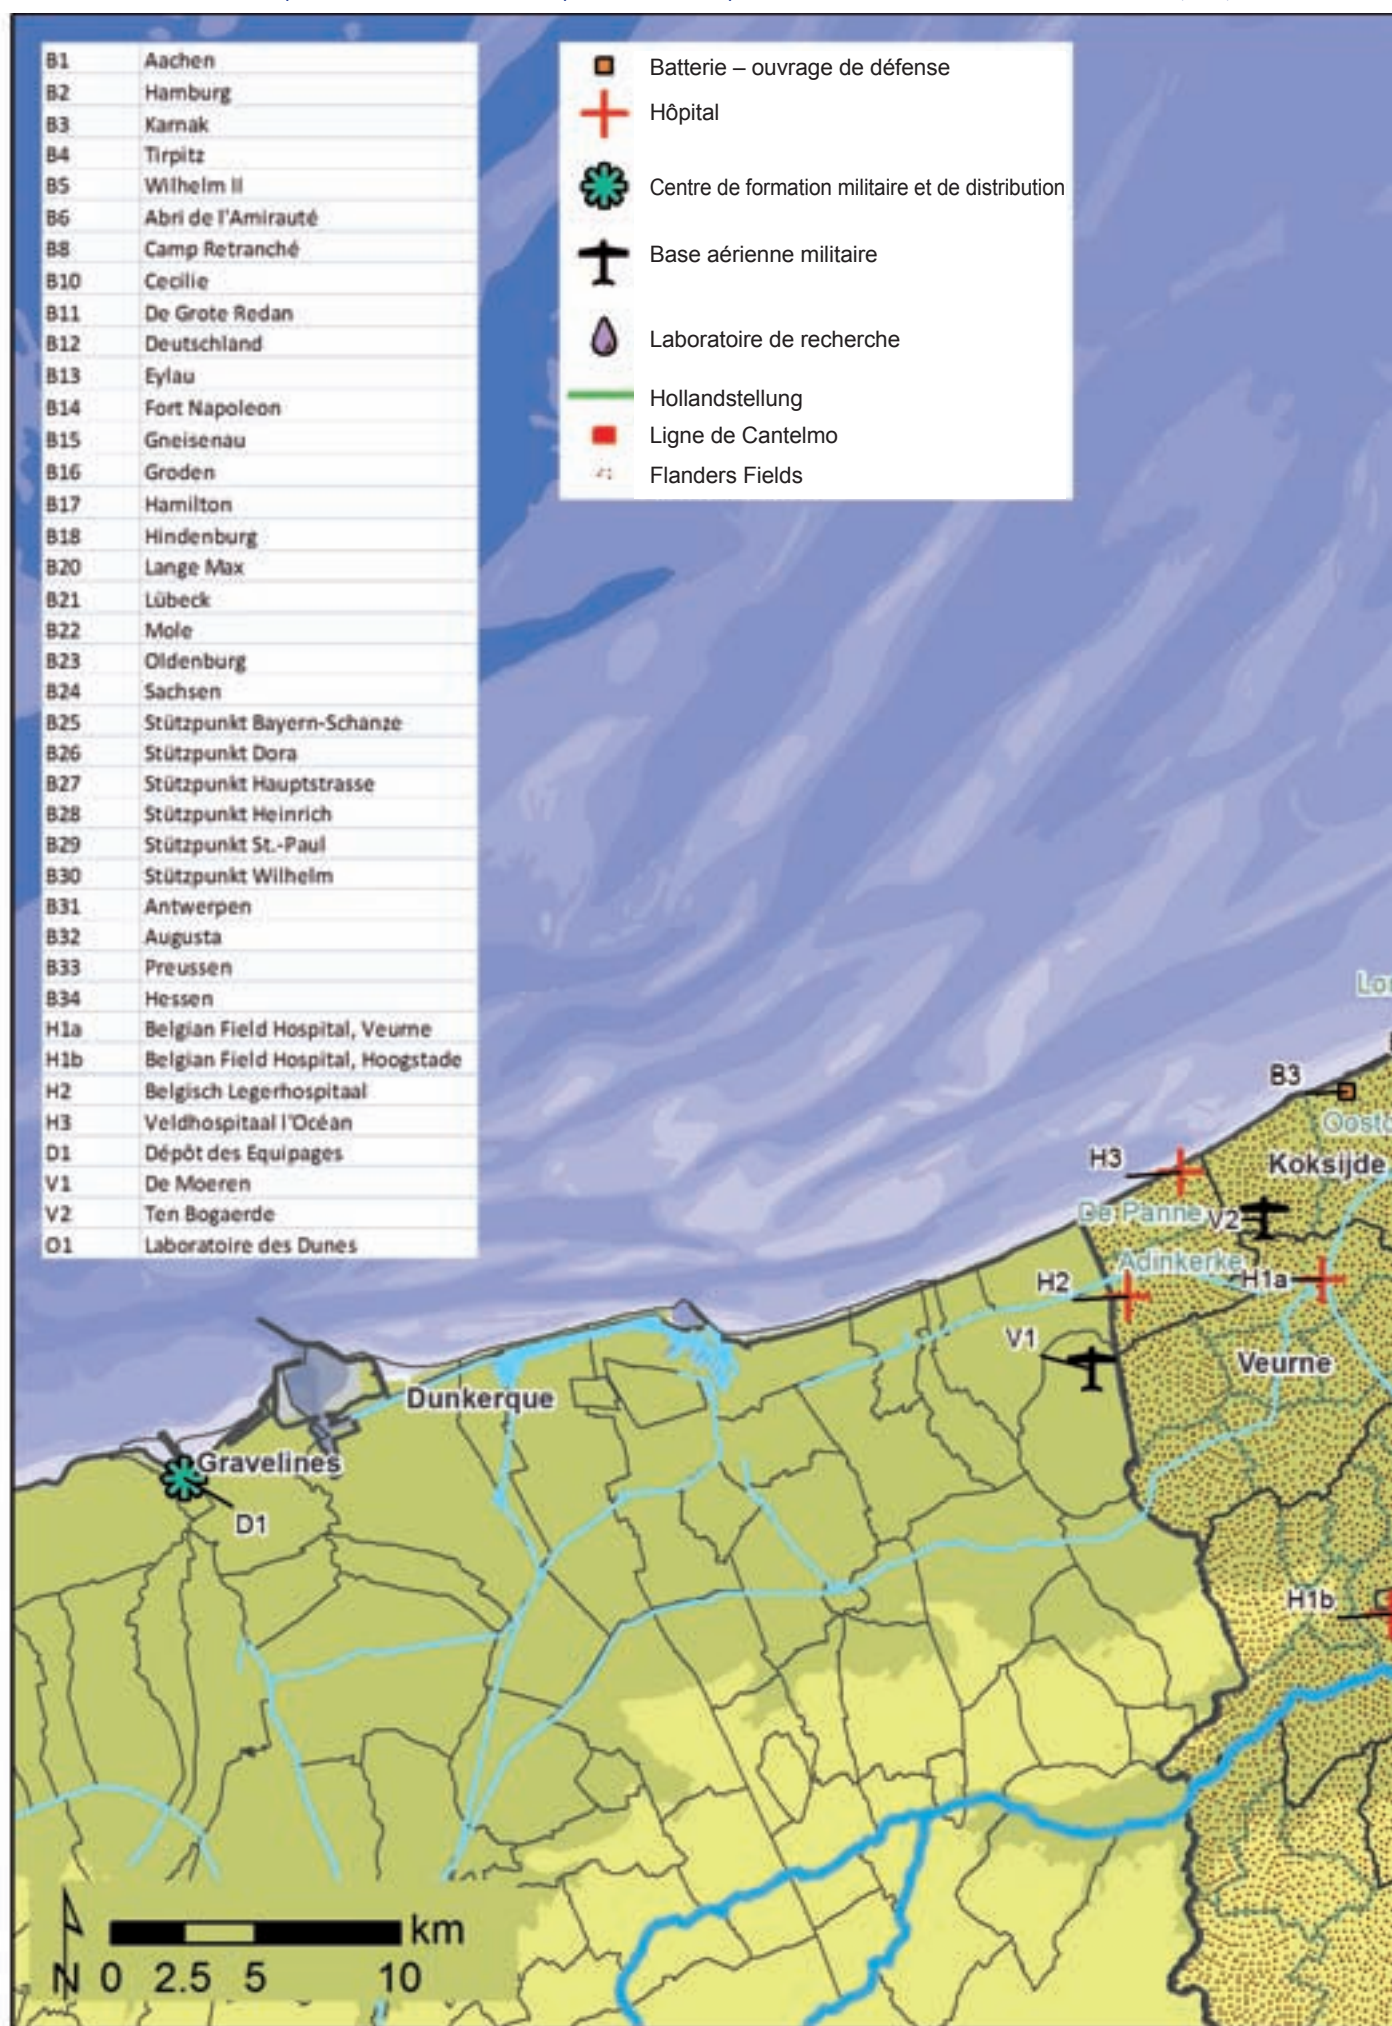 B1 Aachen
B2 Hamburg
B3 Karnak
B4 Tirpitz
B5 Wilhelm II
B6 Abri de l'Amirauté
B8 Camp Retranché
B10 Cecilie
B11 De Grote Redan
B12 Deutschland
B13 Eylau
B14 Fort Napoleon
B15 Gneisenau
B16 Groden
B17 Hamilton
B18 Hindenburg
B20 Lange Max
B21 Lübeck
B22 Mole
B23 Oldenburg
B24 Sachsen
B25 Stützpunkt Bayern-Schanze
B26 Stützpunkt Dora
B27 Stützpunkt Hauptstrasse
B28 Stützpunkt Heinrich
B29 Stützpunkt St.-Paul
B30 Stützpunkt Wilhelm
B31 Antwerpen
B32 Augusta
B33 Preussen
B34 Hessen
H1a Belgian Field Hospital, Veurne
H1b Belgian Field Hospital, Hoogstade
H2 Belgisch Legerhospitaal
H3 Veldhospitaal l'Océan
D1 Dépôt des Equipages
V1 De Moeren
V2 Ten Bogaerde
O1 Laboratoire des Dunes
Batterie – ouvrage de défense
Hôpital
Centre de formation militaire et de distribution
Base aérienne militaire
Laboratoire de recherche
Hollandstellung
Ligne de Cantelmo
Flanders Fields
B3
H3
Koksijde
De Panne
V2
Adinkerke
H2
H1a
V1
Veurne
Dunkerque
Gravelines
D1
H1b
km
N 0 2.5 5 10